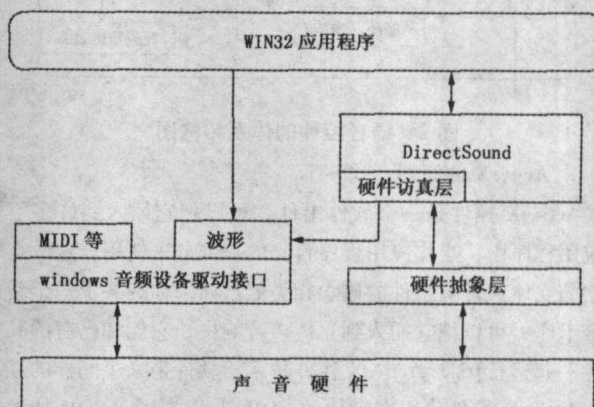 WIN32 应用程序
DirectSound
硬件访真层
MIDI 等
波形
windows 音频设备驱动接口
硬件抽象层
声 音 硬 件